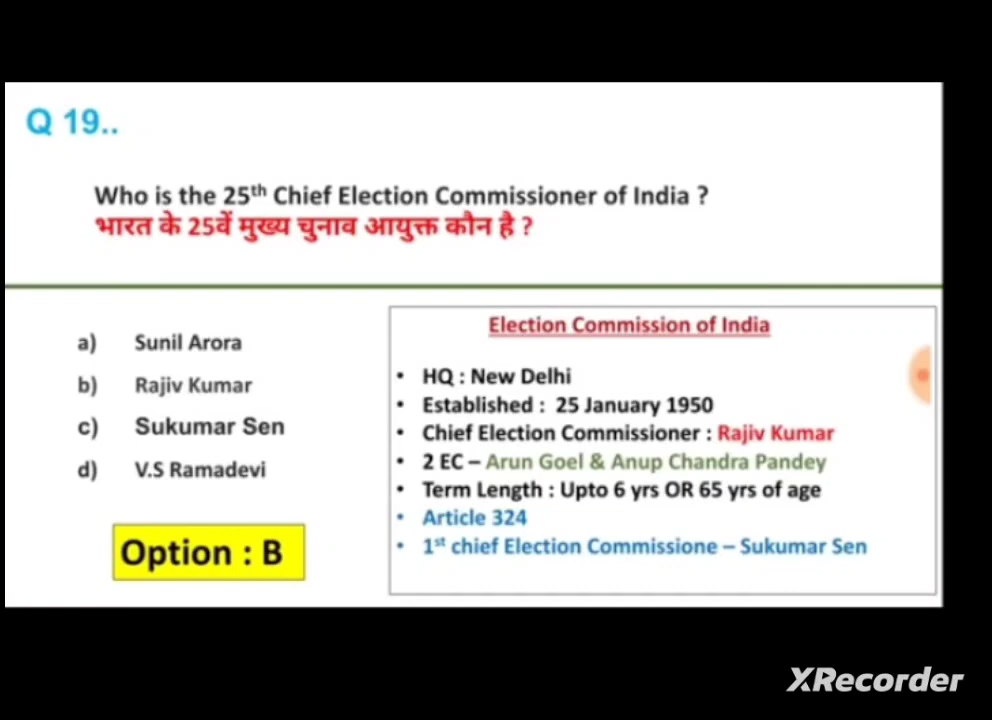 Q 19..
Who is the 25th Chief Election Commissioner of India ?
भारत के 25वें मुख्य चुनाव आयुक्त कौन है ?
a) Sunil Arora
b) Rajiv Kumar
c) Sukumar Sen
d) V.S Ramadevi
Option : B
Election Commission of India
• HQ : New Delhi
• Established : 25 January 1950
• Chief Election Commissioner : Rajiv Kumar
• 2 EC – Arun Goel & Anup Chandra Pandey
• Term Length : Upto 6 yrs OR 65 yrs of age
• Article 324
• 1st chief Election Commissione – Sukumar Sen
XRecorder